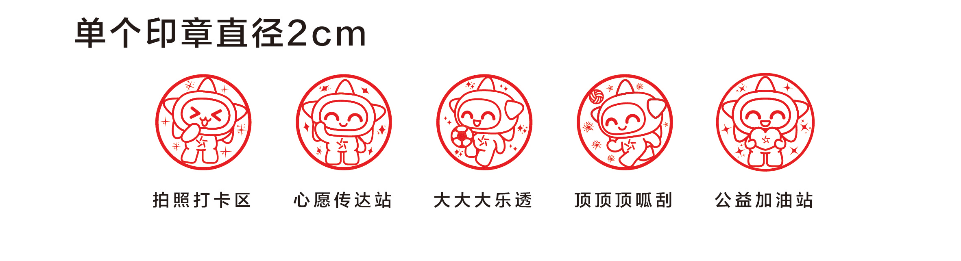 单个印章直径2cm
拍照打卡区
心愿传达站
大大大乐透
顶顶顶呱刮
公益加油站